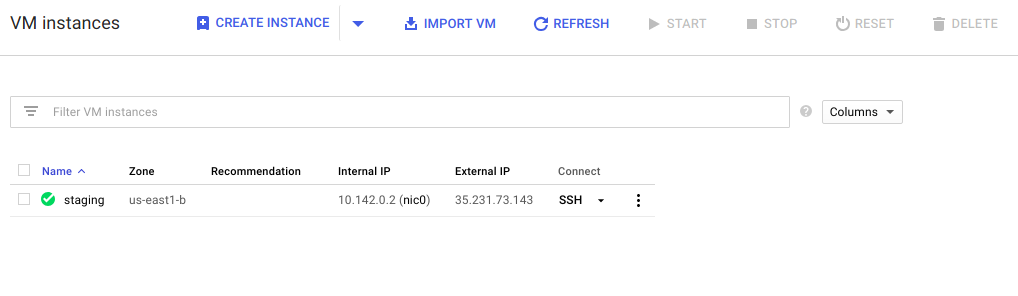 VM instances CREATE INSTANCE IMPORT VM REFRESH START STOP RESET DELETE
Filter VM instances ? Columns
Name Zone Recommendation Internal IP External IP Connect
staging us-east1-b 10.142.0.2 (nic0) 35.231.73.143 SSH